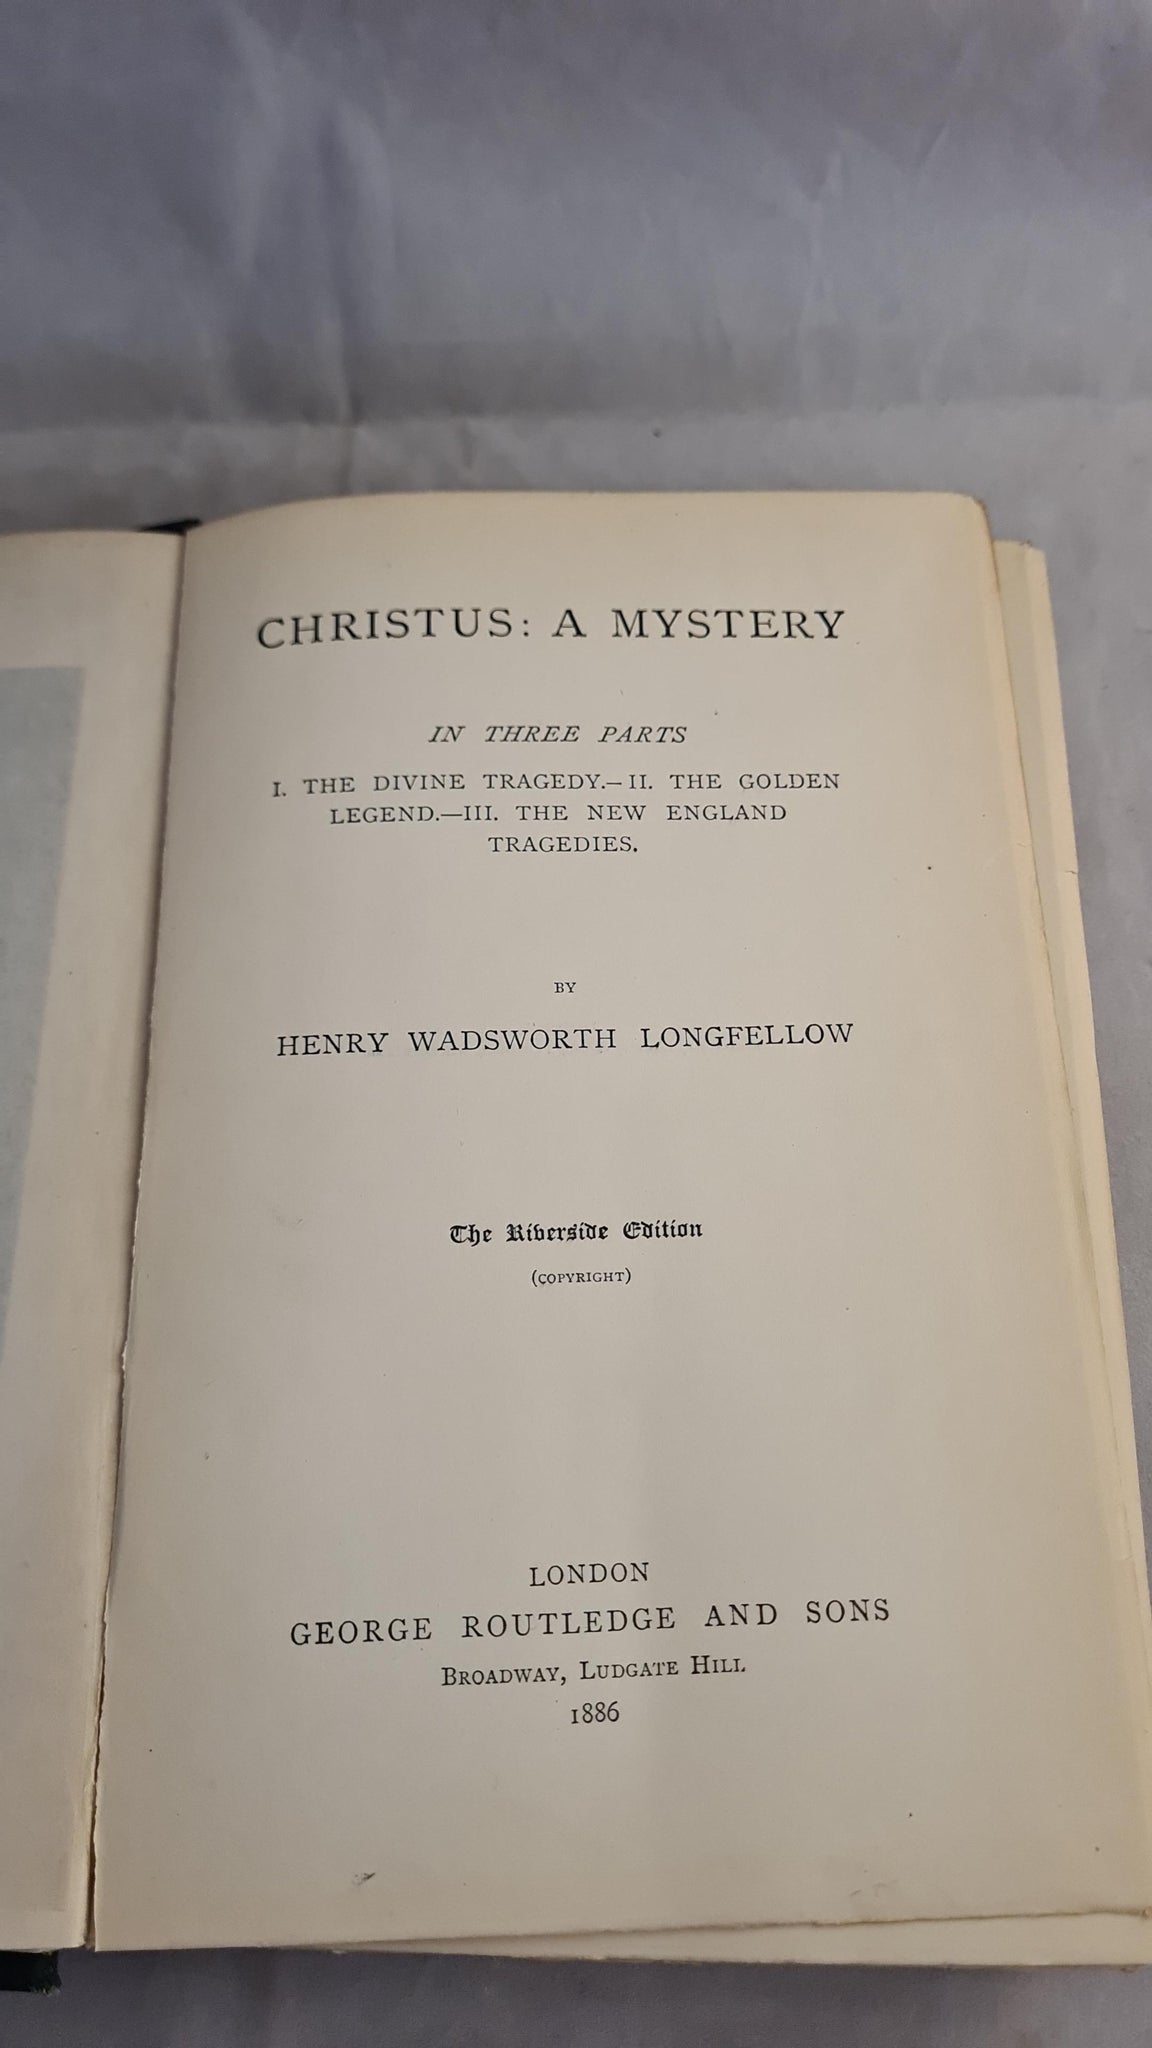 CHRISTUS: A MYSTERY
IN THREE PARTS
I. THE DIVINE TRAGEDY.—II. THE GOLDEN
LEGEND.—III. THE NEW ENGLAND
TRAGEDIES.
BY
HENRY WADSWORTH LONGFELLOW
The Riverside Edition
(COPYRIGHT)
LONDON
GEORGE ROUTLEDGE AND SONS
BROADWAY, LUDGATE HILL
1886